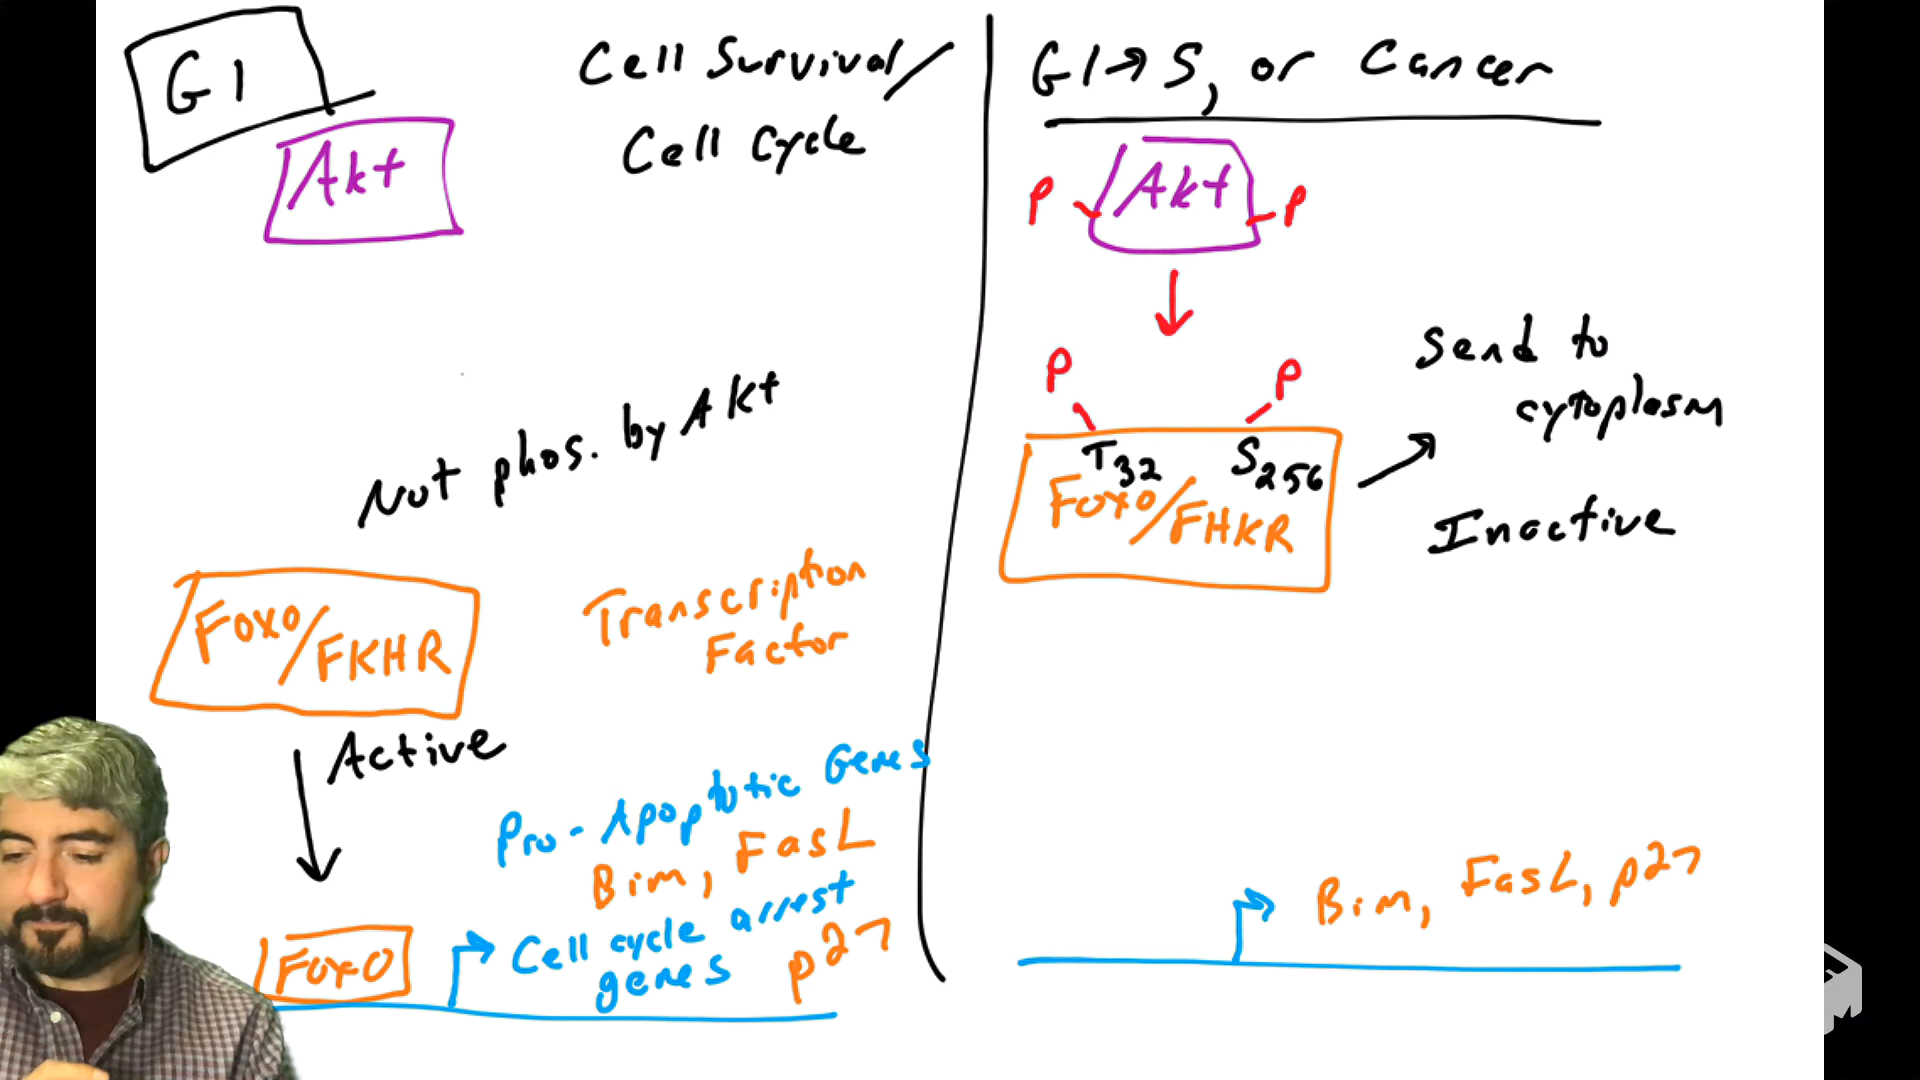 G1
Cell Survival/
Cell Cycle
Akt
Not phos. by Akt
Foxo/FKHR
Transcription
Factor
Active
Pro-Apoptotic Genes
Bim, FasL
Cell cycle arrest
genes p27
FoxO
G1→S, or Cancer
P Akt P
P P
T32 S256
Foxo/FHKR
Send to
cytoplasm
Inactive
Bim, FasL, p27